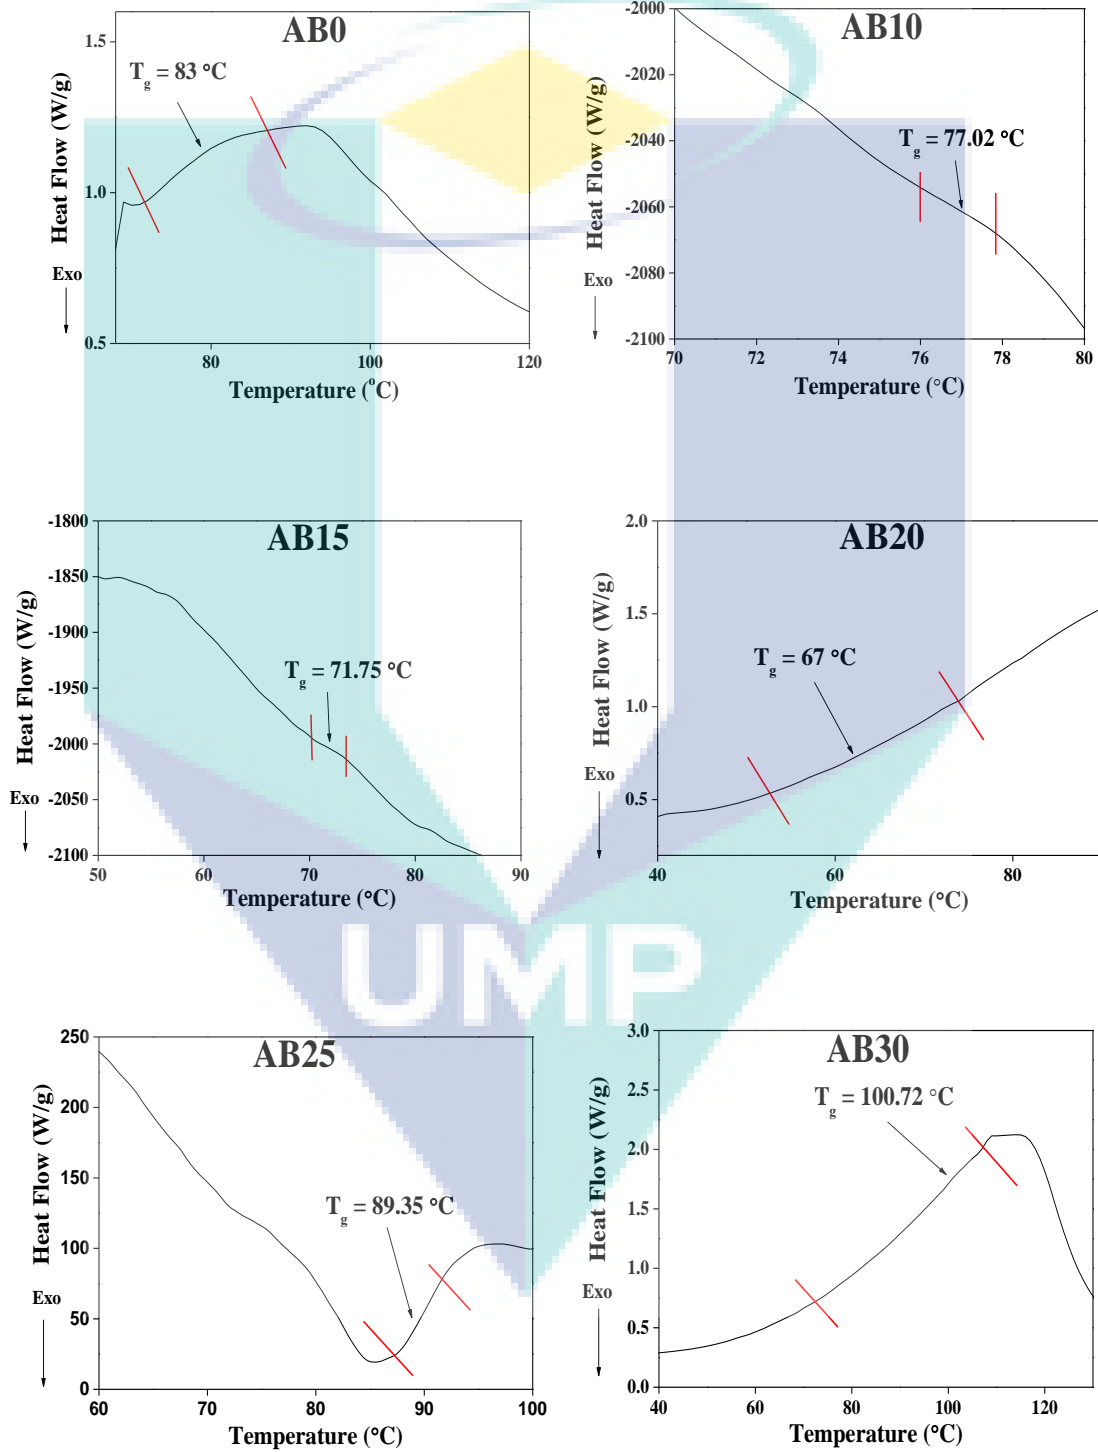 AB0
T_g = 83 °C
Heat Flow (W/g)
Exo
1.5
1.0
0.5
80
100
120
Temperature (°C)
AB10
T_g = 77.02 °C
Heat Flow (W/g)
Exo
-2000
-2020
-2040
-2060
-2080
-2100
70
72
74
76
78
80
Temperature (°C)
AB15
T_g = 71.75 °C
Heat Flow (W/g)
Exo
-1800
-1850
-1900
-1950
-2000
-2050
-2100
50
60
70
80
90
Temperature (°C)
AB20
T_g = 67 °C
Heat Flow (W/g)
Exo
2.0
1.5
1.0
0.5
40
60
80
Temperature (°C)
UMP
AB25
T_g = 89.35 °C
Heat Flow (W/g)
Exo
250
200
150
100
50
0
60
70
80
90
100
Temperature (°C)
AB30
T_g = 100.72 °C
Heat Flow (W/g)
Exo
3.0
2.5
2.0
1.5
1.0
0.5
0.0
40
60
80
100
120
Temperature (°C)